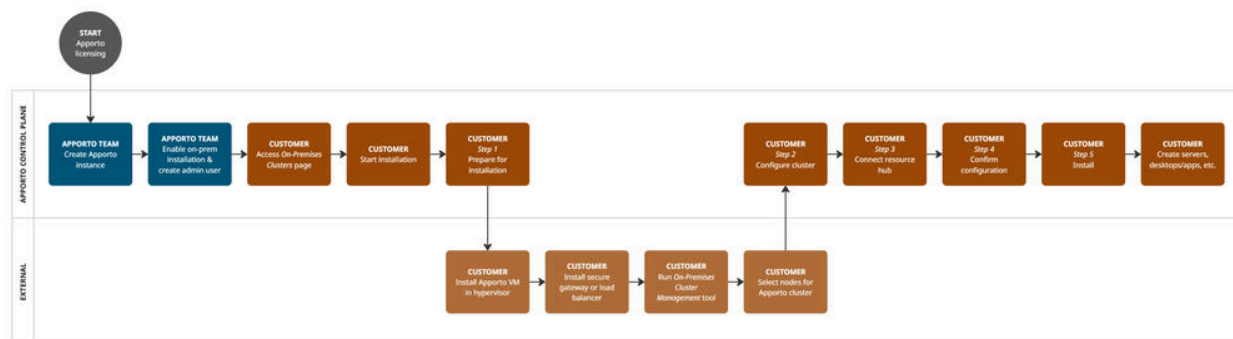 START
Apporto
licensing
APPORTO CONTROL PLANE
APPORTO TEAM
Create Apporto
instance
APPORTO TEAM
Enable on-prem
installation &
create admin user
CUSTOMER
Access On-Premises
Clusters page
CUSTOMER
Start installation
CUSTOMER
Step 1
Prepare for
installation
CUSTOMER
Step 2
Configure cluster
CUSTOMER
Step 3
Connect resource
hub
CUSTOMER
Step 4
Confirm
configuration
CUSTOMER
Step 5
Install
CUSTOMER
Create servers,
desktops/apps, etc.
EXTERNAL
CUSTOMER
Install Apporto VM
in hypervisor
CUSTOMER
Install secure
gateway or load
balancer
CUSTOMER
Run On-Premises
Cluster
Management tool
CUSTOMER
Select nodes for
Apporto cluster